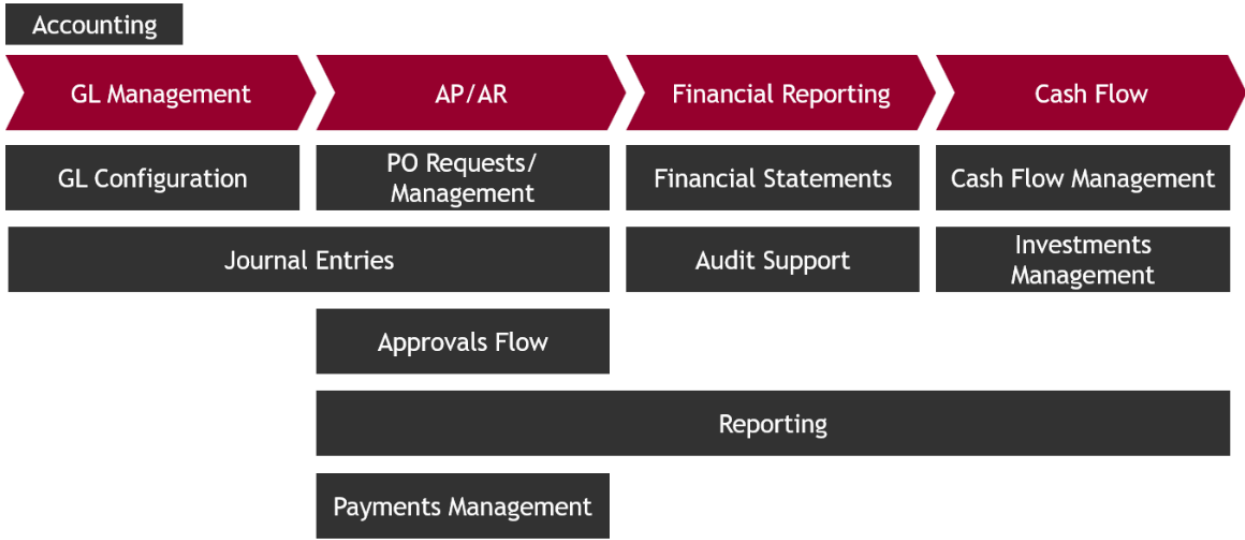 Accounting
GL Management
AP/AR
Financial Reporting
Cash Flow
GL Configuration
PO Requests/
Management
Financial Statements
Cash Flow Management
Journal Entries
Audit Support
Investments
Management
Approvals Flow
Reporting
Payments Management